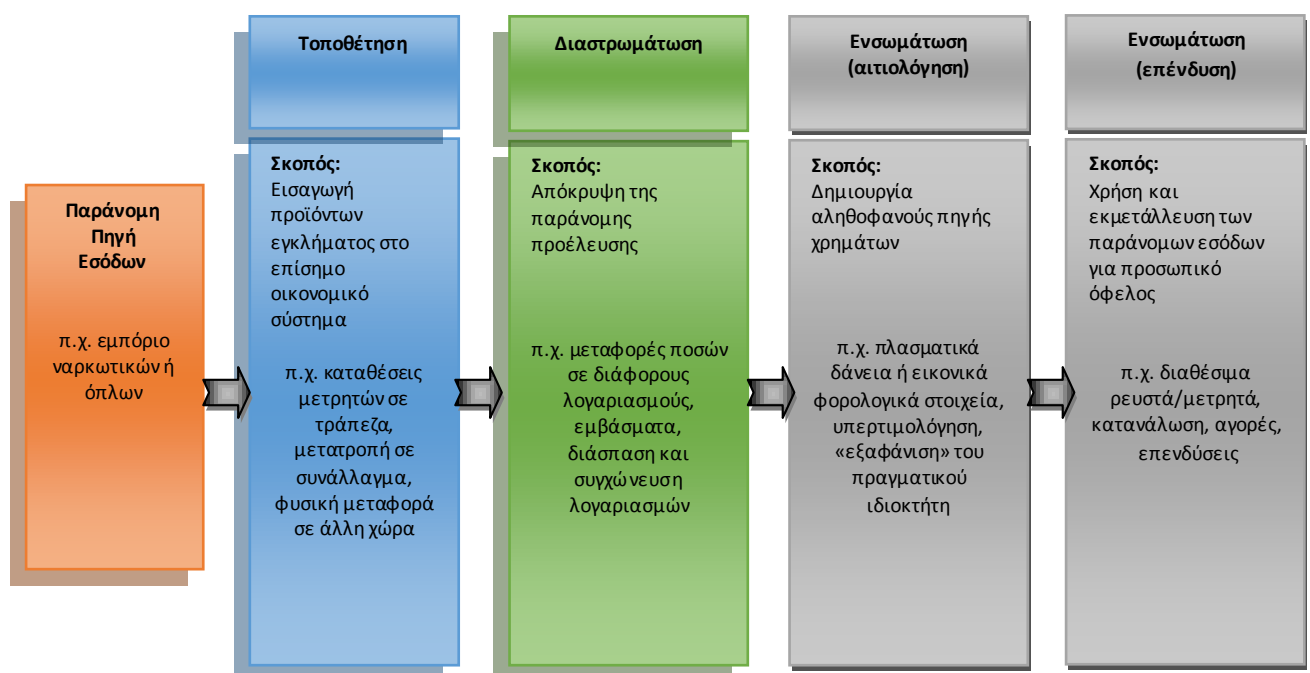 Παράνομη
Πηγή
Εσόδων
π.χ. εμπόριο
ναρκωτικών ή
όπλων
Τοποθέτηση
Σκοπός:
Εισαγωγή
προϊόντων
εγκλήματος στο
επίσημο
οικονομικό
σύστημα
π.χ. καταθέσεις
μετρητών σε
τράπεζα,
μετατροπή σε
συνάλλαγμα,
φυσική μεταφορά
σε άλλη χώρα
Διαστρωμάτωση
Σκοπός:
Απόκρυψη της
παράνομης
προέλευσης
π.χ. μεταφορές ποσών
σε διάφορους
λογαριασμούς,
εμβάσματα,
διάσπαση και
συγχώνευση
λογαριασμών
Ενσωμάτωση
(αιτιολόγηση)
Σκοπός:
Δημιουργία
αληθοφανούς πηγής
χρημάτων
π.χ. πλασματικά
δάνεια ή εικονικά
φορολογικά στοιχεία,
υπερτιμολόγηση,
«εξαφάνιση» του
πραγματικού
ιδιοκτήτη
Ενσωμάτωση
(επένδυση)
Σκοπός:
Χρήση και
εκμετάλλευση των
παράνομων εσόδων
για προσωπικό
όφελος
π.χ. διαθέσιμα
ρευστά/μετρητά,
κατανάλωση, αγορές,
επενδύσεις